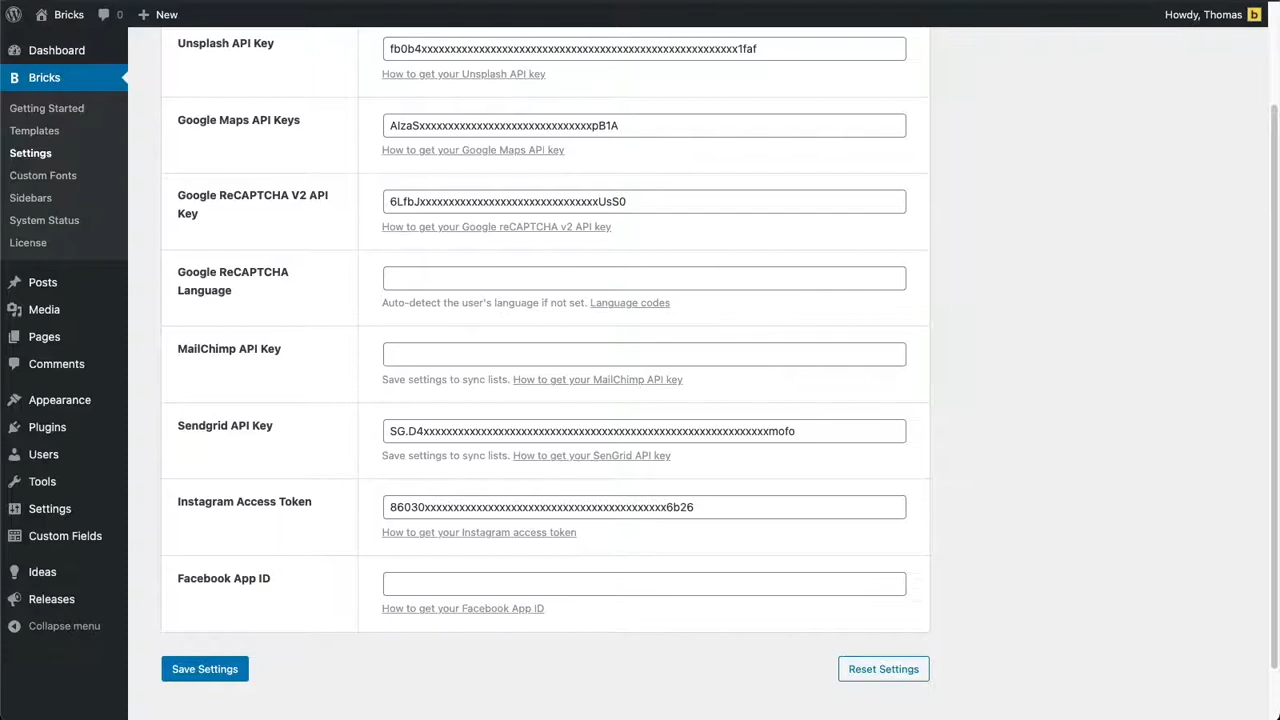 Bricks
0
New
Howdy, Thomas
b
Dashboard
B Bricks
Getting Started
Templates
Settings
Custom Fonts
Sidebars
System Status
License
Posts
Media
Pages
Comments
Appearance
Plugins
Users
Tools
Settings
Custom Fields
Ideas
Releases
Collapse menu
Unsplash API Key
fb0b4xxxxxxxxxxxxxxxxxxxxxxxxxxxxxxxxxxxxxxxxxxxxxxxxxxxxxx1faf
How to get your Unsplash API key
Google Maps API Keys
AIzaSxxxxxxxxxxxxxxxxxxxxxxxxxxxxxxpB1A
How to get your Google Maps API key
Google ReCAPTCHA V2 API
Key
6LfbJxxxxxxxxxxxxxxxxxxxxxxxxxxxxxxxUsS0
How to get your Google reCAPTCHA v2 API key
Google ReCAPTCHA
Language
Auto-detect the user's language if not set. Language codes
MailChimp API Key
Save settings to sync lists. How to get your MailChimp API key
Sendgrid API Key
SG.D4xxxxxxxxxxxxxxxxxxxxxxxxxxxxxxxxxxxxxxxxxxxxxxxxxxxxxxxxxxxxmofo
Save settings to sync lists. How to get your SenGrid API key
Instagram Access Token
86030xxxxxxxxxxxxxxxxxxxxxxxxxxxxxxxxxxxxxxxxxx6b26
How to get your Instagram access token
Facebook App ID
How to get your Facebook App ID
Save Settings
Reset Settings